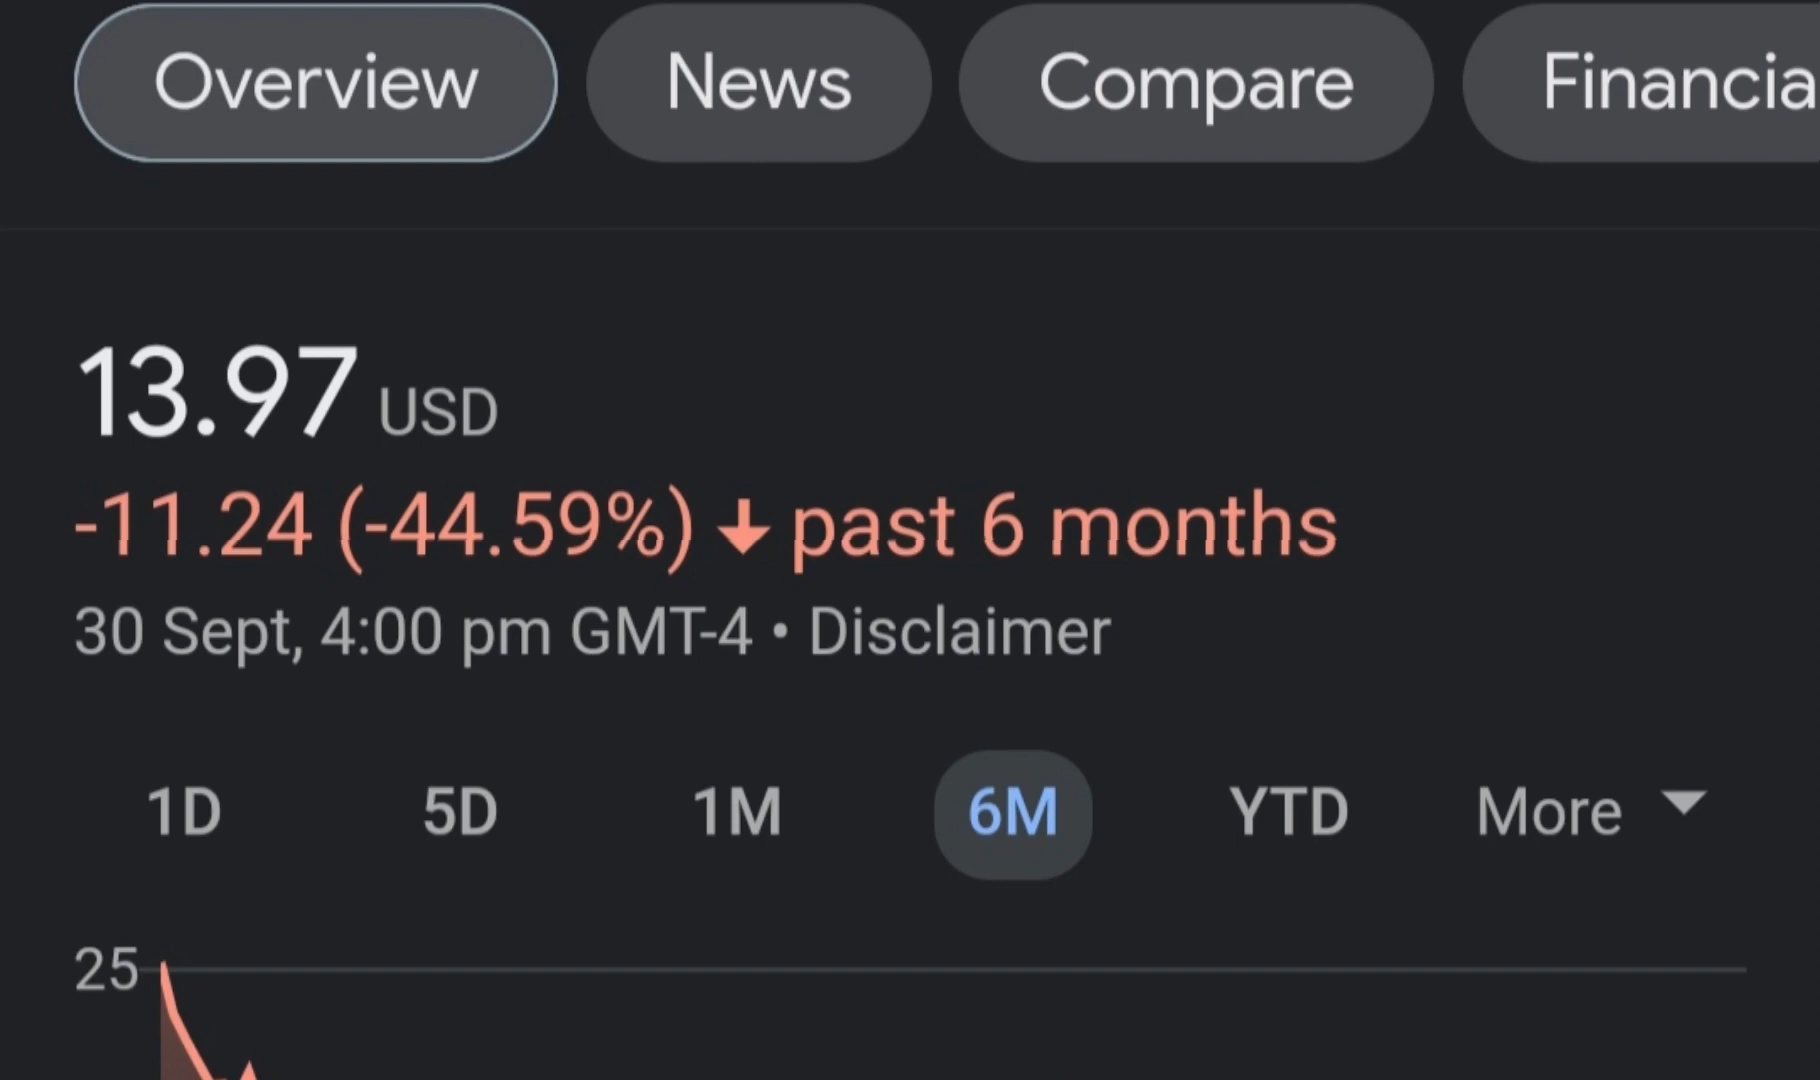 Overview News Compare Financia
13.97 USD
-11.24 (-44.59%) ↓ past 6 months
30 Sept, 4:00 pm GMT-4 • Disclaimer
1D 5D 1M 6M YTD More
25